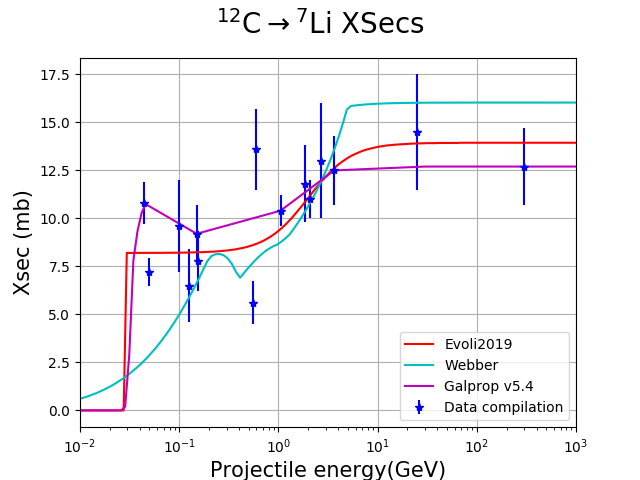 ¹²C→⁷Li XSecs
Xsec (mb)
17.5
15.0
12.5
10.0
7.5
5.0
2.5
0.0
Evoli2019
Webber
Galprop v5.4
Data compilation
10⁻² 10⁻¹ 10⁰ 10¹ 10² 10³
Projectile energy(GeV)